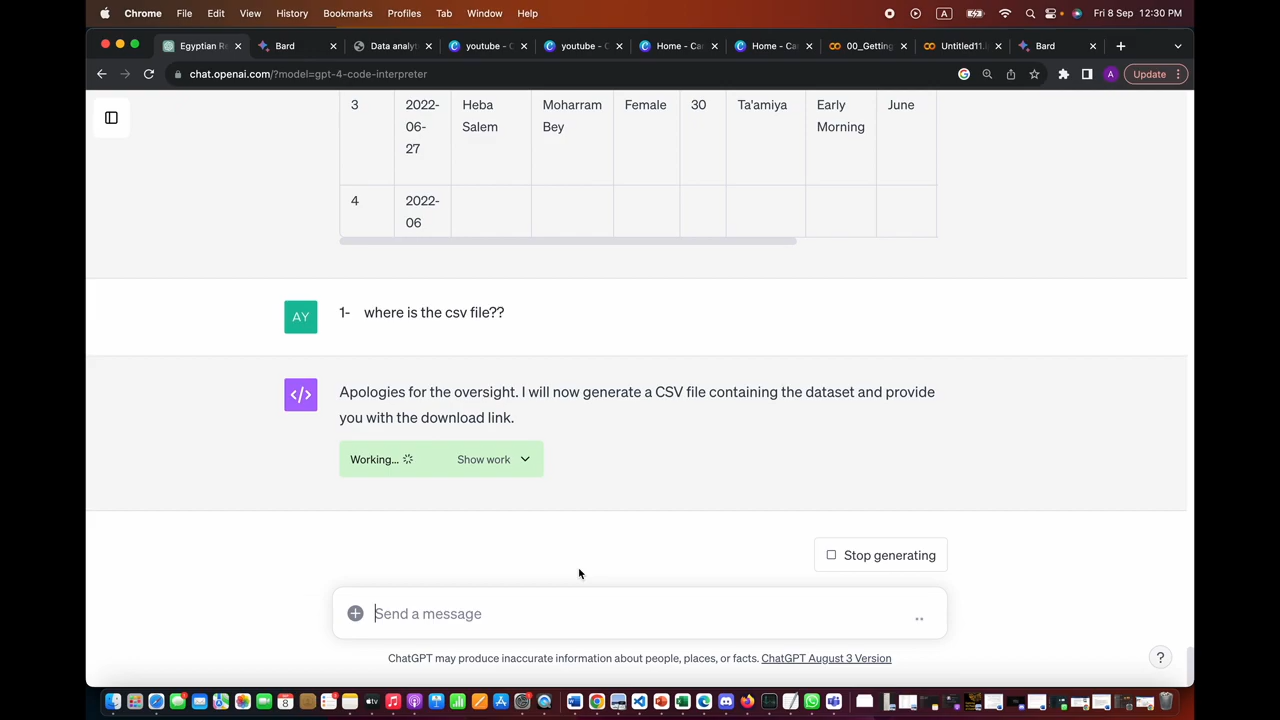 Chrome File Edit View History Bookmarks Profiles Tab Window Help A Fri 8 Sep 12:30 PM
Egyptian R Bard Data analyt youtube - C youtube - C Home - Ca Home - Ca 00_Getting Untitled11. Bard
chat.openai.com/?model=gpt-4-code-interpreter A Update
3 2022- Heba Moharram Female 30 Ta'amiya Early June
06- Salem Bey Morning
27
4 2022-
06
AY 1- where is the csv file??
Apologies for the oversight. I will now generate a CSV file containing the dataset and provide
you with the download link.
Working... Show work
Stop generating
Send a message
ChatGPT may produce inaccurate information about people, places, or facts. ChatGPT August 3 Version
?